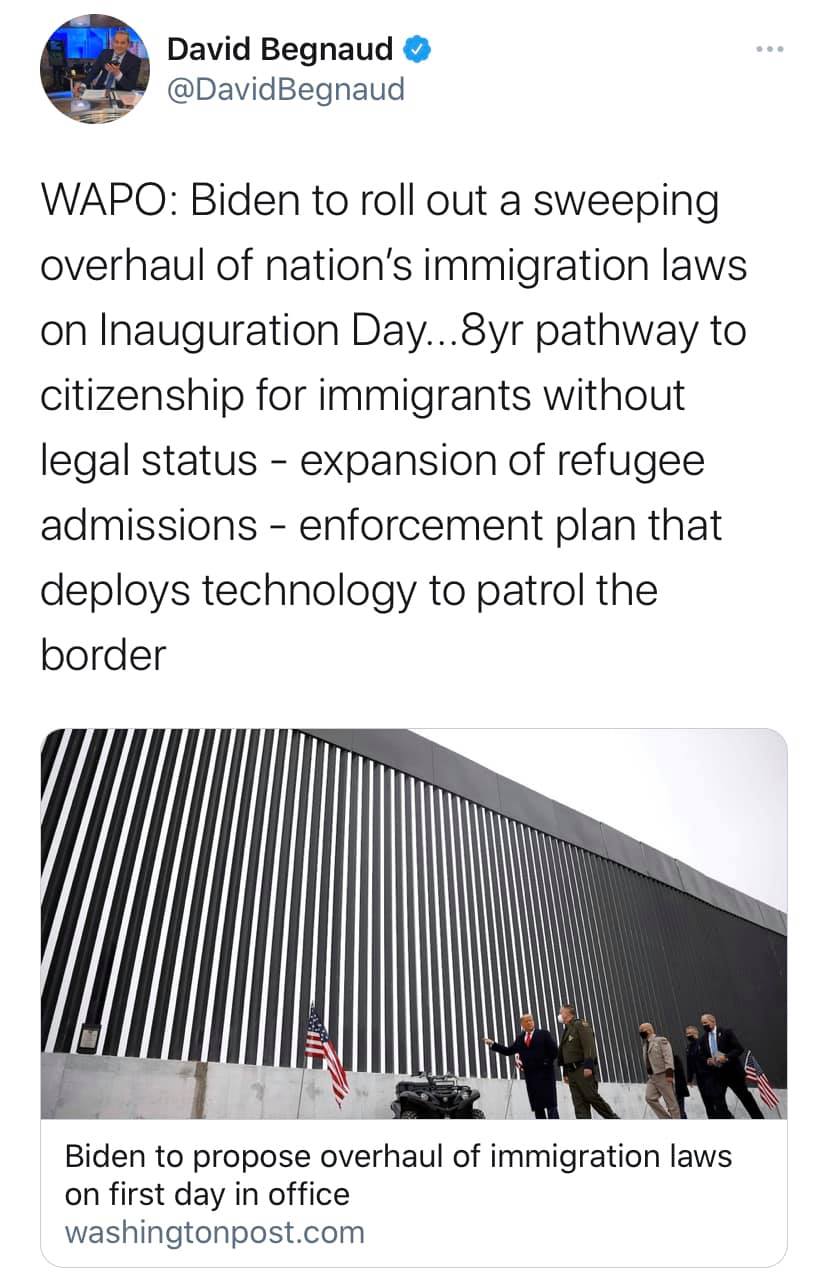 David Begnaud
@DavidBegnaud
WAPO: Biden to roll out a sweeping
overhaul of nation’s immigration laws
on Inauguration Day...8yr pathway to
citizenship for immigrants without
legal status - expansion of refugee
admissions - enforcement plan that
deploys technology to patrol the
border
Biden to propose overhaul of immigration laws
on first day in office
washingtonpost.com